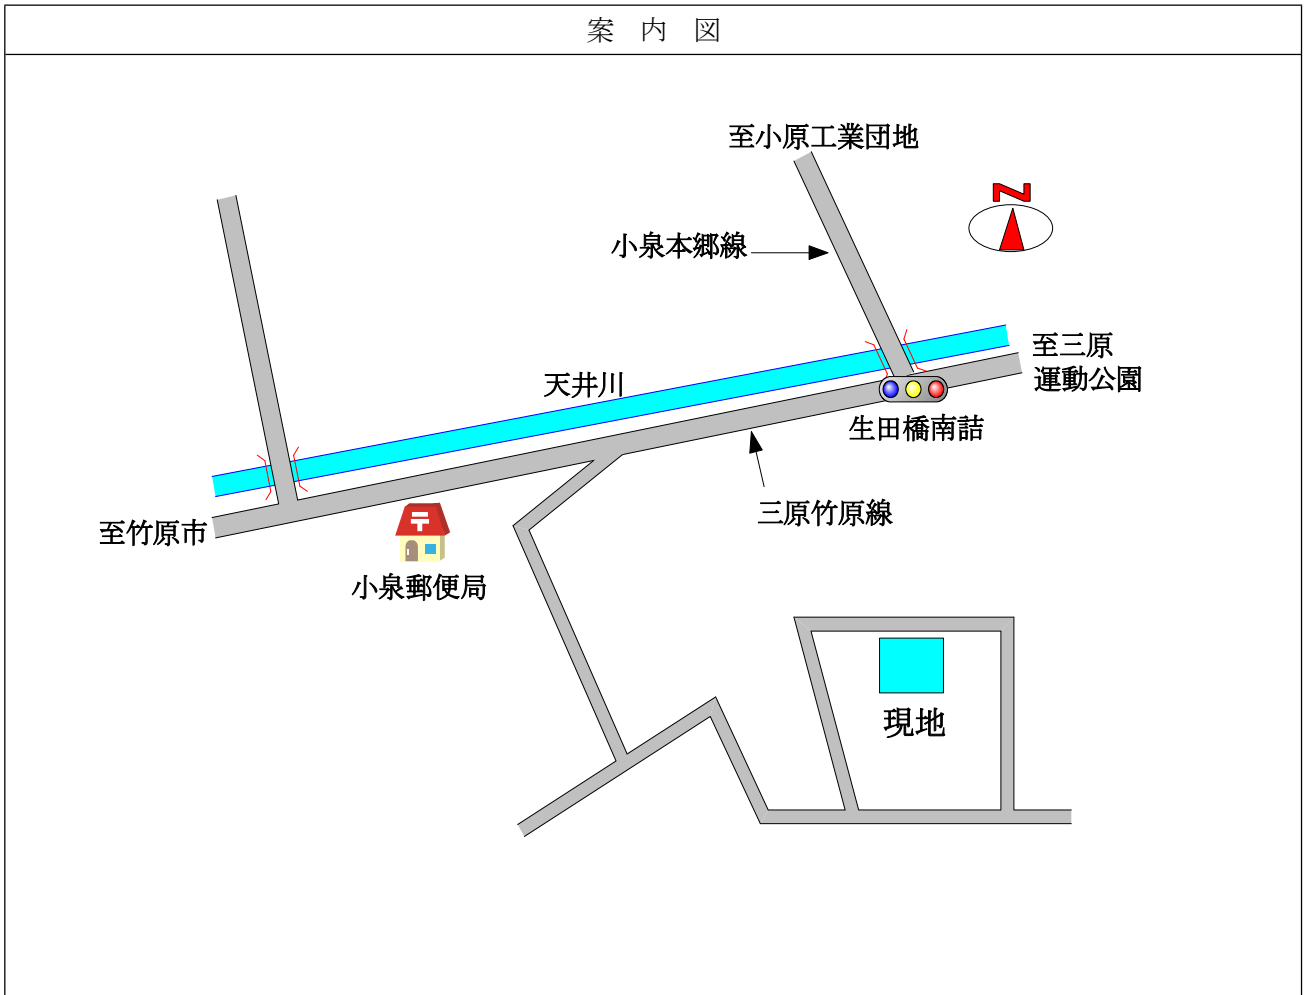 案 内 図
至小原工業団地
N
小泉本郷線
至三原
運動公園
天井川
生田橋南詰
三原竹原線
至竹原市
〒
小泉郵便局
現地